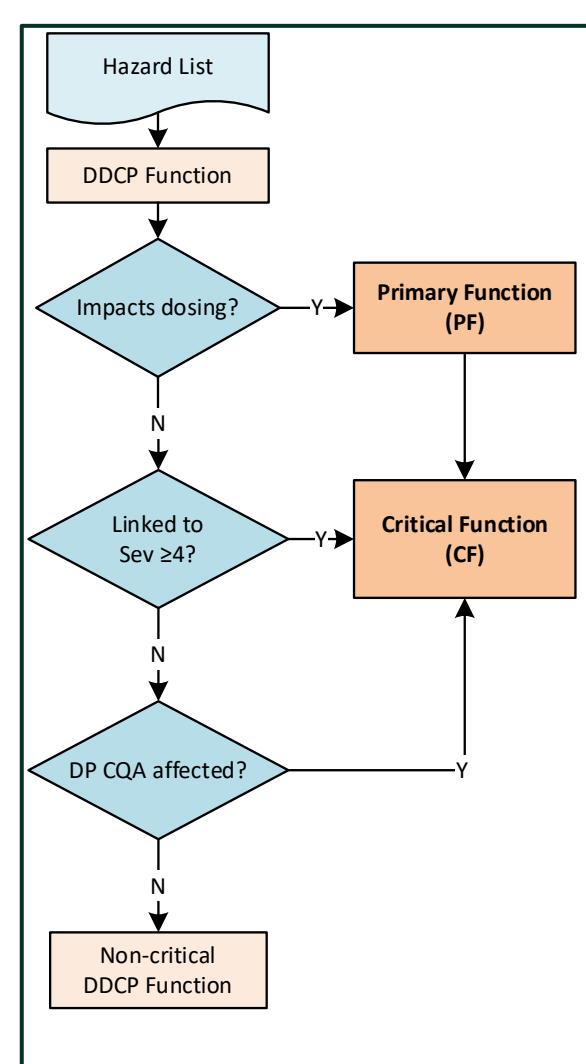 Hazard List
DDCP Function
Impacts dosing?
Y
Primary Function
(PF)
N
Linked to
Sev ≥4?
Y
Critical Function
(CF)
N
DP CQA affected?
Y
N
Non-critical
DDCP Function